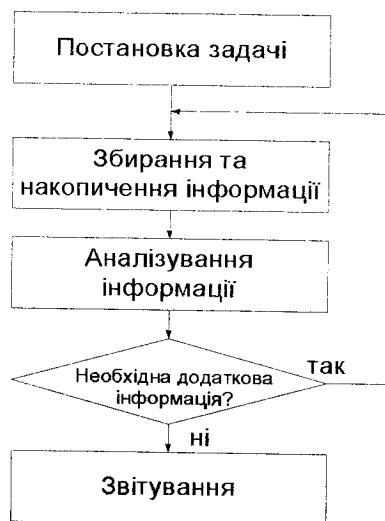 Постановка задачі
Збирання та
накопичення інформації
Аналізування
інформації
Необхідна додаткова
інформація?
так
ні
Звітування